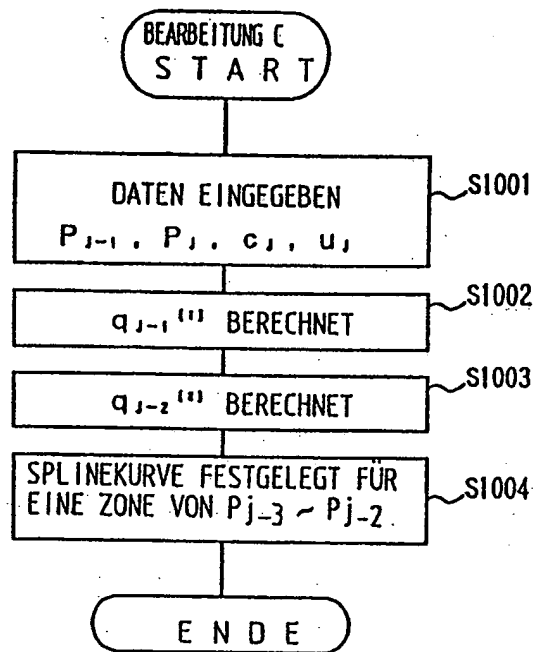 BEARBEITUNG C
START
DATEN EINGEGEBEN
S1001
Pj-1, Pj, cj, uj
S1002
qj-1(1) BERECHNET
S1003
qj-2(2) BERECHNET
SPLINEKURVE FESTGELEGT FÜR
EINE ZONE VON Pj-3 ~ Pj-2.
S1004
ENDE